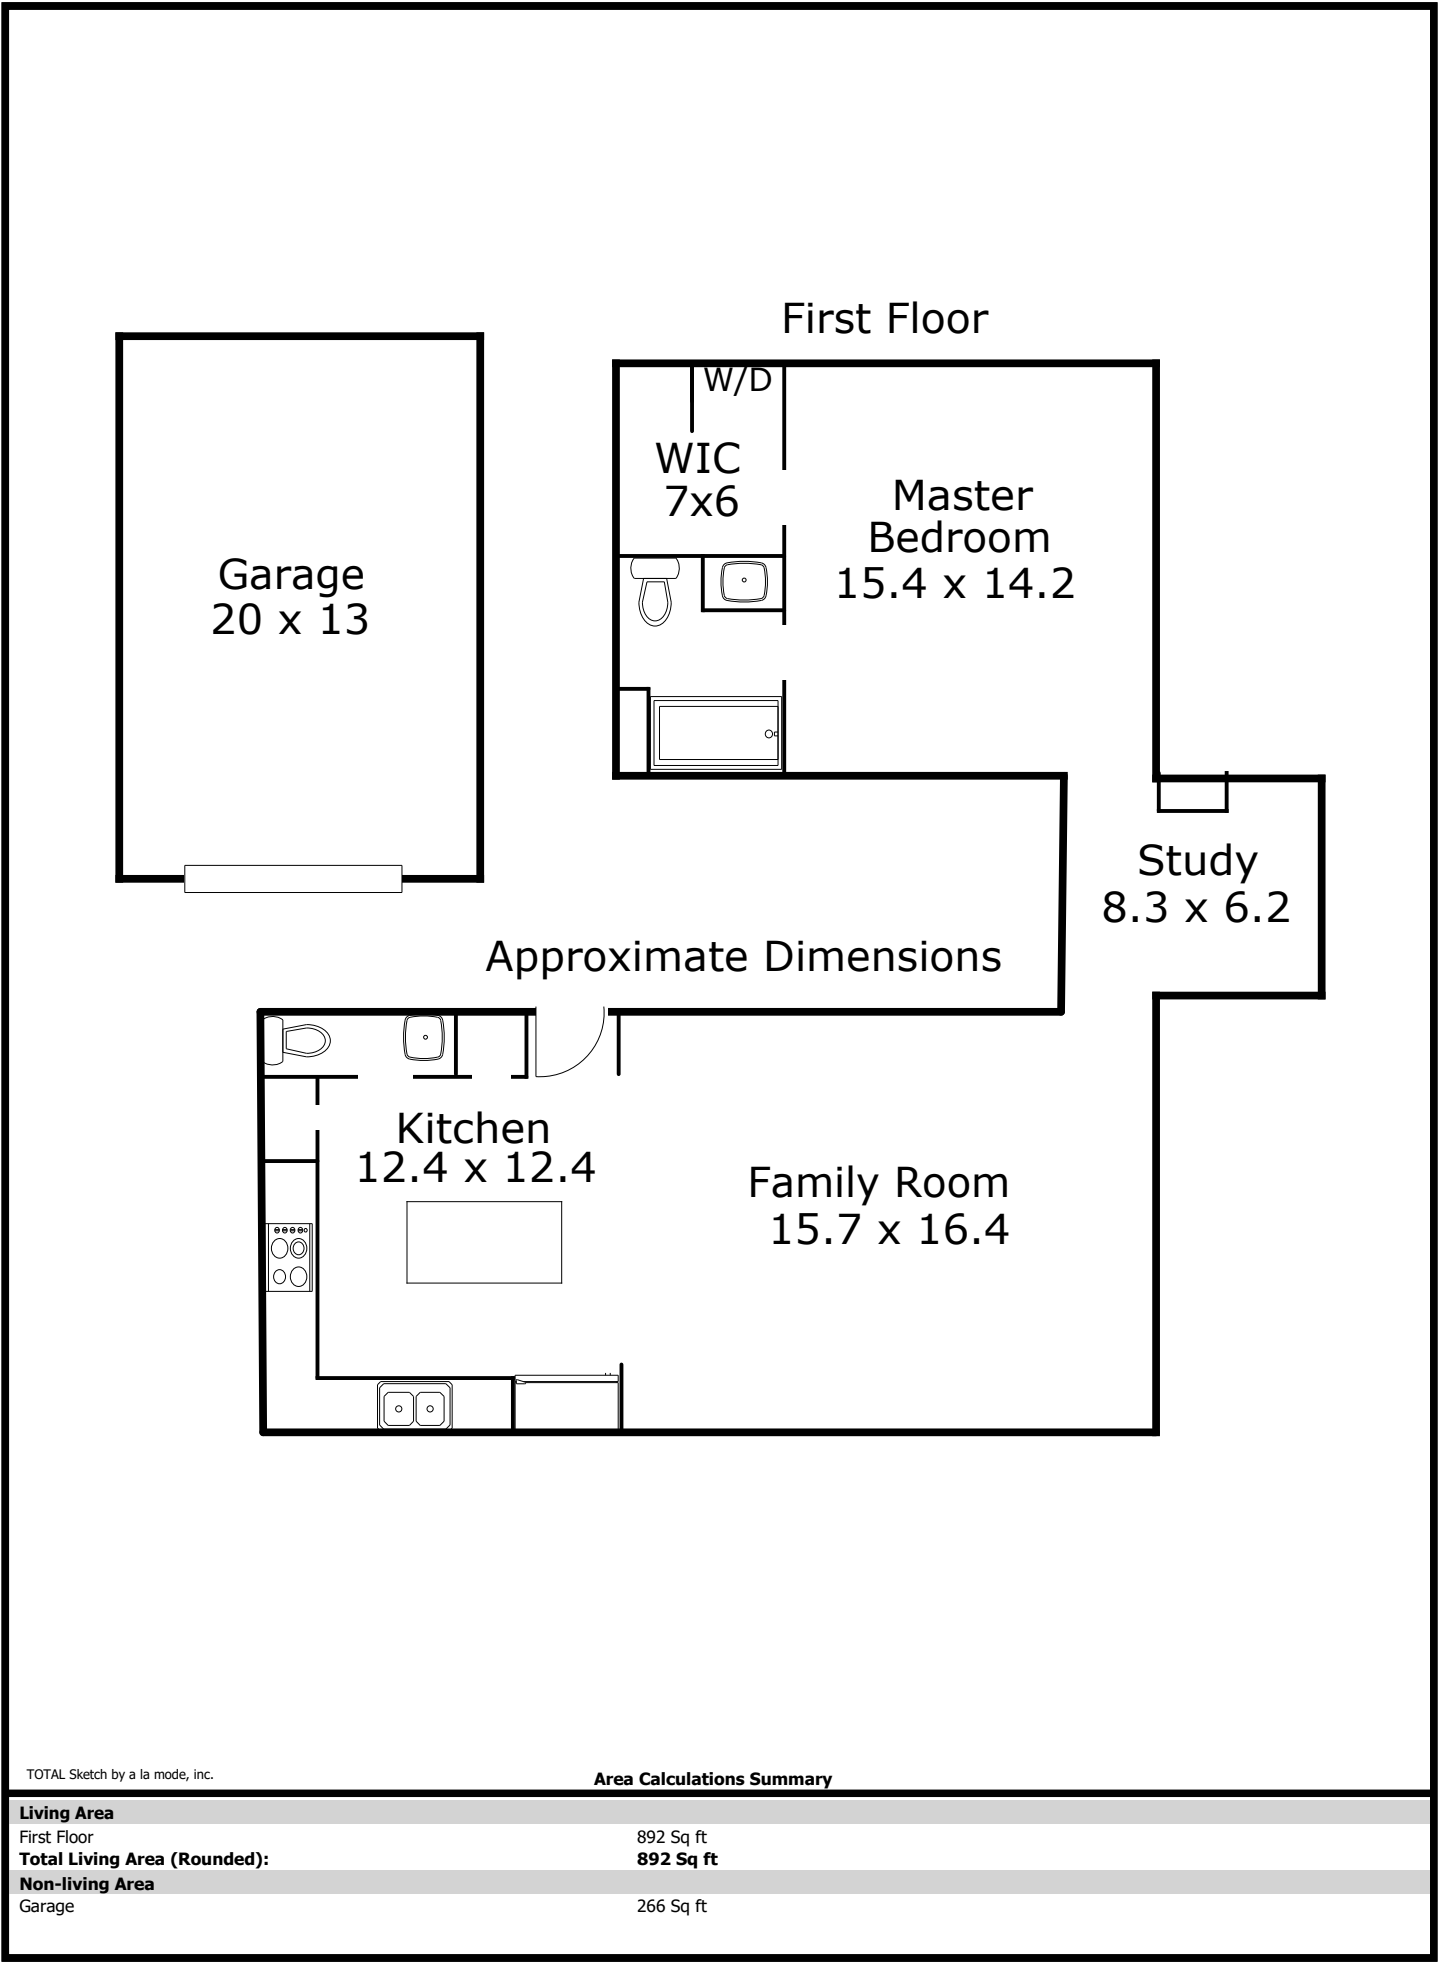 First Floor
W/D
WIC
7x6
Master
Bedroom
15.4 x 14.2
Garage
20 x 13
Study
8.3 x 6.2
Approximate Dimensions
Kitchen
12.4 x 12.4
Family Room
15.7 x 16.4
TOTAL Sketch by a la mode, inc.
Area Calculations Summary
Living Area
First Floor 892 Sq ft
Total Living Area (Rounded): 892 Sq ft
Non-living Area
Garage 266 Sq ft